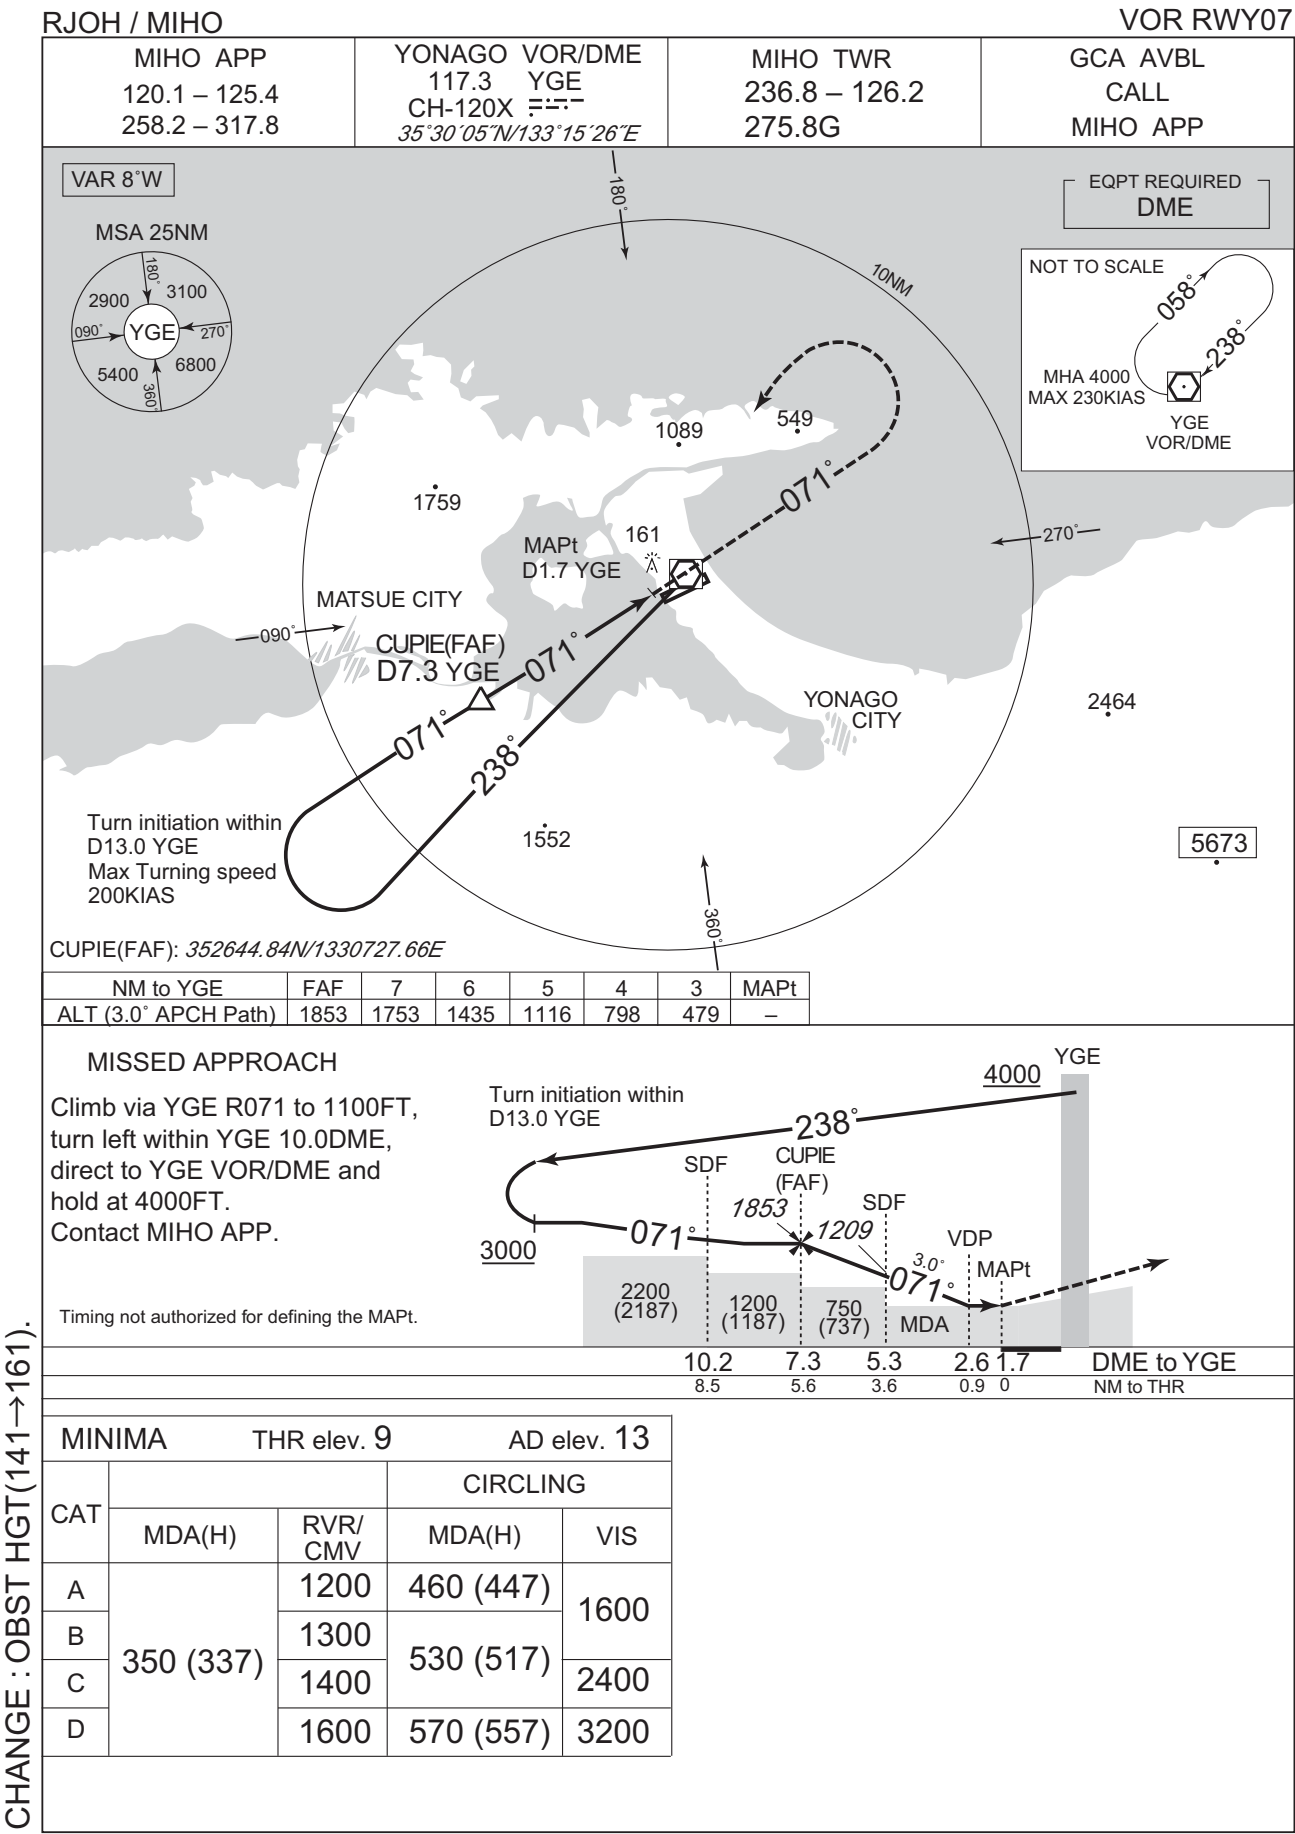 RJOH / MIHO
VOR RWY07
MIHO APP
120.1 – 125.4
258.2 – 317.8
YONAGO VOR/DME
117.3 YGE
CH-120X
35˚30´05˝N/133˚15´26˝E
MIHO TWR
236.8 – 126.2
275.8G
GCA AVBL
CALL
MIHO APP
VAR 8˚W
MSA 25NM
180˚
2900
3100
090˚
YGE
270˚
5400
6800
360˚
180˚
10NM
EQPT REQUIRED
DME
NOT TO SCALE
058˚
238˚
MHA 4000
MAX 230KIAS
YGE
VOR/DME
1089
549
1759
071˚
161
MAPt
D1.7 YGE
270˚
MATSUE CITY
090˚
CUPIE(FAF)
D7.3 YGE
071˚
071˚
238˚
YONAGO
CITY
2464
Turn initiation within
D13.0 YGE
Max Turning speed
200KIAS
1552
5673
360˚
CUPIE(FAF): 352644.84N/1330727.66E
NM to YGE FAF 7 6 5 4 3 MAPt
ALT (3.0˚ APCH Path) 1853 1753 1435 1116 798 479 –
MISSED APPROACH
Climb via YGE R071 to 1100FT,
turn left within YGE 10.0DME,
direct to YGE VOR/DME and
hold at 4000FT.
Contact MIHO APP.
Timing not authorized for defining the MAPt.
Turn initiation within
D13.0 YGE
YGE
4000
238˚
SDF
CUPIE
(FAF)
1853
1209
SDF
VDP
MAPt
3000
071˚
3.0˚
071˚
2200
(2187)
1200
(1187)
750
(737)
MDA
10.2 7.3 5.3 2.6 1.7 DME to YGE
8.5 5.6 3.6 0.9 0 NM to THR
MINIMA THR elev. 9 AD elev. 13
CAT
CIRCLING
MDA(H)
RVR/
CMV
MDA(H)
VIS
A 1200 460 (447)
1600
B 1300
350 (337)
530 (517)
C 1400 2400
D 1600 570 (557) 3200
CHANGE : OBST HGT(141→161).